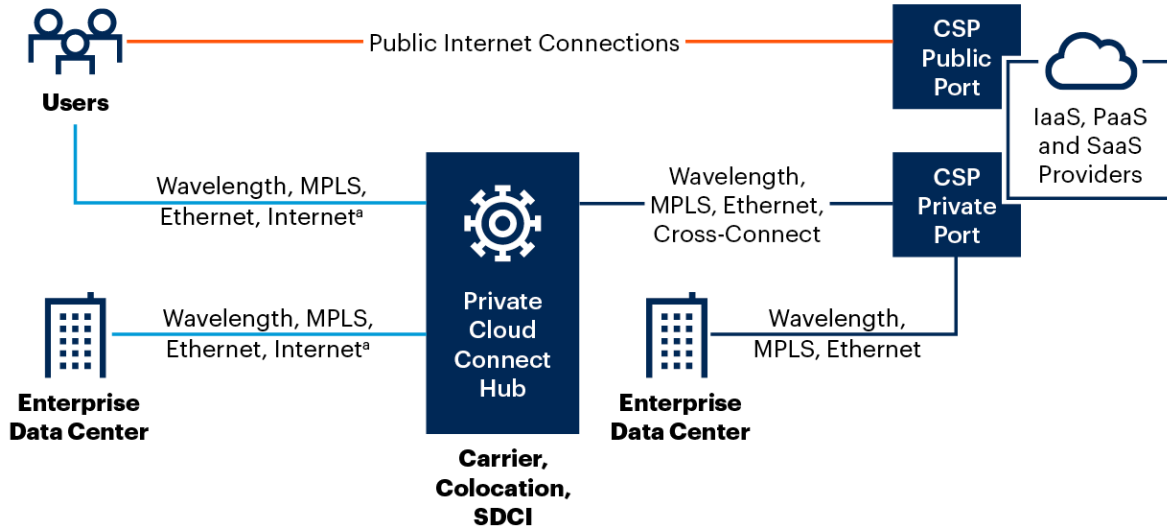 Users
Public Internet Connections
CSP
Public
Port
IaaS, PaaS
and SaaS
Providers
Wavelength, MPLS,
Ethernet, Internetᵃ
Wavelength,
MPLS, Ethernet,
Cross-Connect
CSP
Private
Port
Private
Cloud
Connect
Hub
Wavelength, MPLS,
Ethernet, Internetᵃ
Wavelength,
MPLS, Ethernet
Enterprise
Data Center
Enterprise
Data Center
Carrier,
Colocation,
SDCI